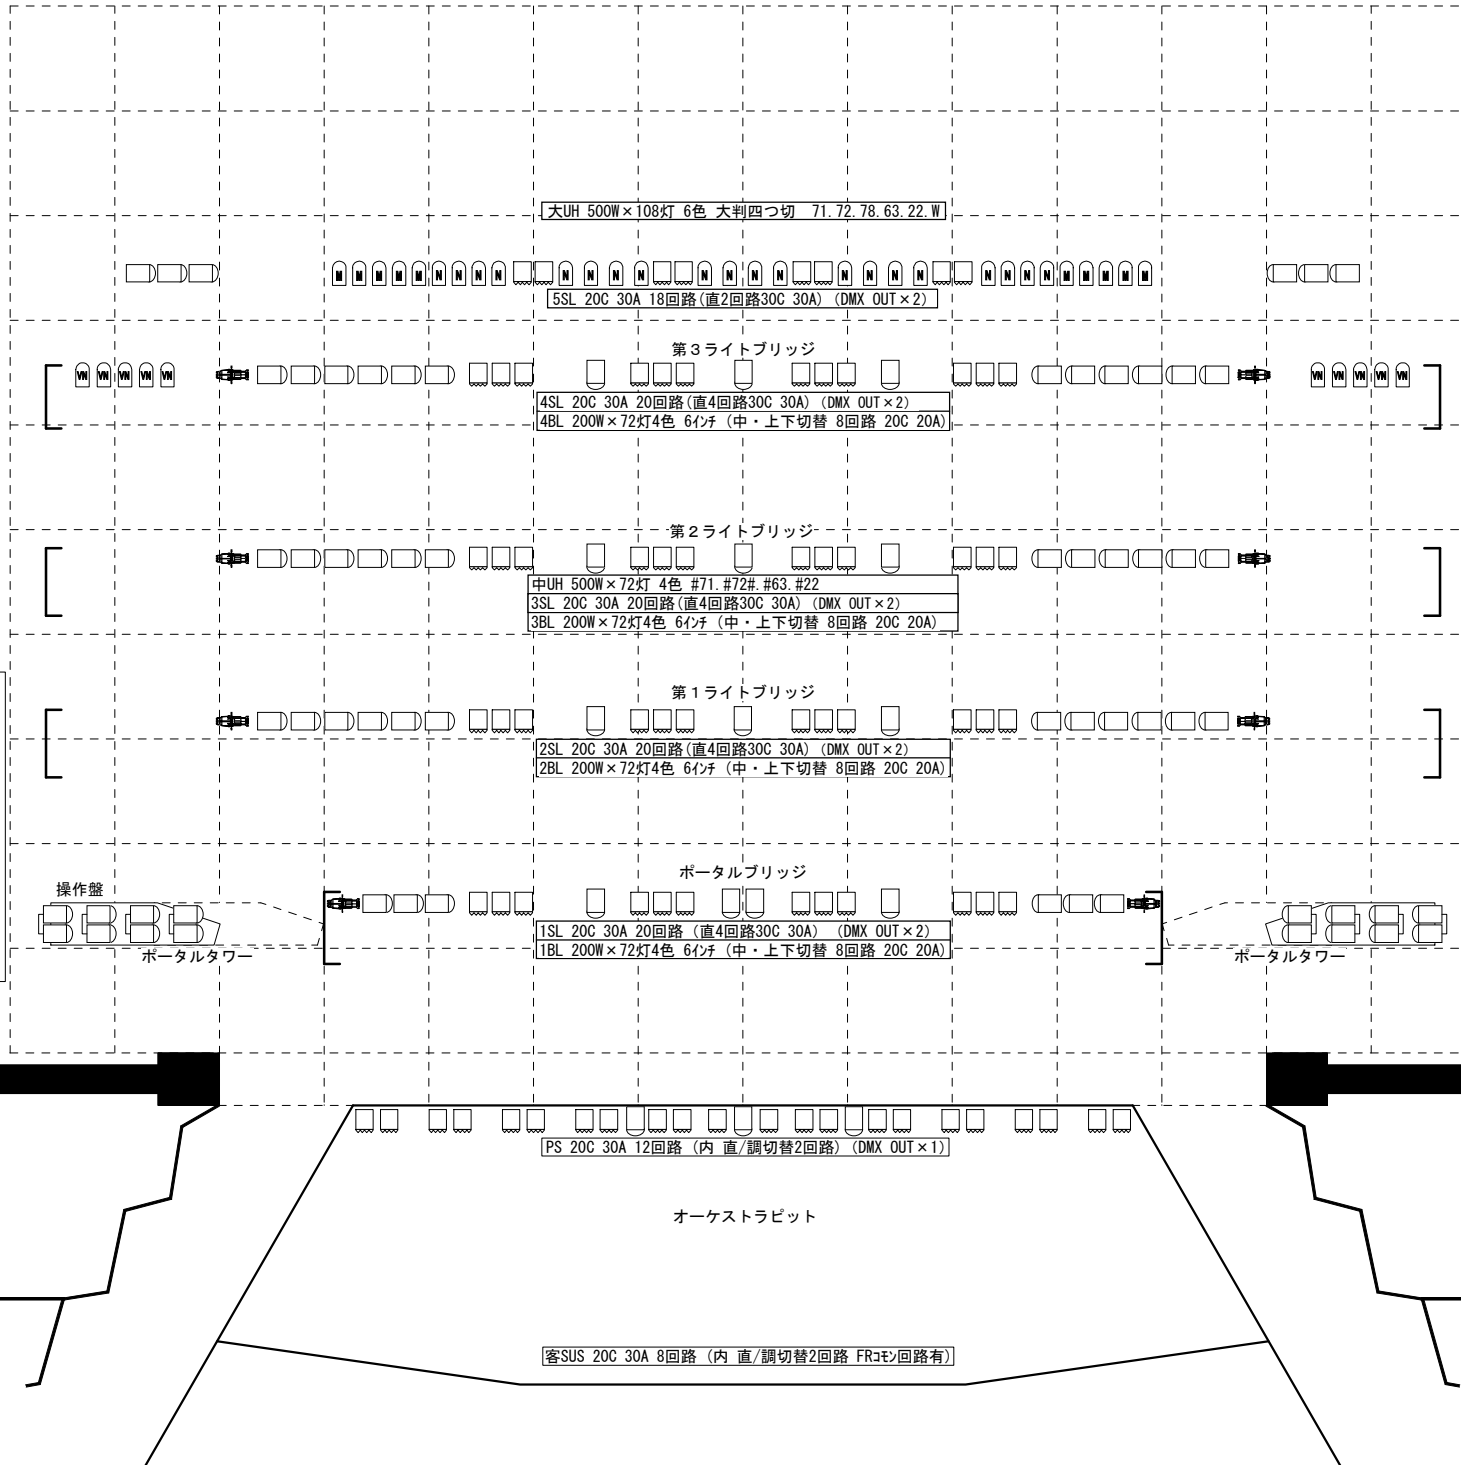 大UH 500W×108灯 6色 大判四つ切 71.72.78.63.22.W
M M M M M N N N N N N N N N N N N N N N N N N N N M M M M M
5SL 20C 30A 18回路(直2回路30C 30A) (DMX OUT×2)
第3ライトブリッジ
VN VN VN VN VN VN VN VN VN VN
4SL 20C 30A 20回路(直4回路30C 30A) (DMX OUT×2)
4BL 200W×72灯4色 6インチ (中・上下切替 8回路 20C 20A)
第2ライトブリッジ
中UH 500W×72灯 4色 #71.#72#.#63.#22
3SL 20C 30A 20回路(直4回路30C 30A) (DMX OUT×2)
3BL 200W×72灯4色 6インチ (中・上下切替 8回路 20C 20A)
第1ライトブリッジ
2SL 20C 30A 20回路(直4回路30C 30A) (DMX OUT×2)
2BL 200W×72灯4色 6インチ (中・上下切替 8回路 20C 20A)
ポータルブリッジ
操作盤
1SL 20C 30A 20回路 (直4回路30C 30A) (DMX OUT×2)
1BL 200W×72灯4色 6インチ (中・上下切替 8回路 20C 20A)
ポータルタワー
ポータルタワー
PS 20C 30A 12回路 (内 直/調切替2回路) (DMX OUT×1)
オーケストラピット
客SUS 20C 30A 8回路 (内 直/調切替2回路 FRコモン回路有)